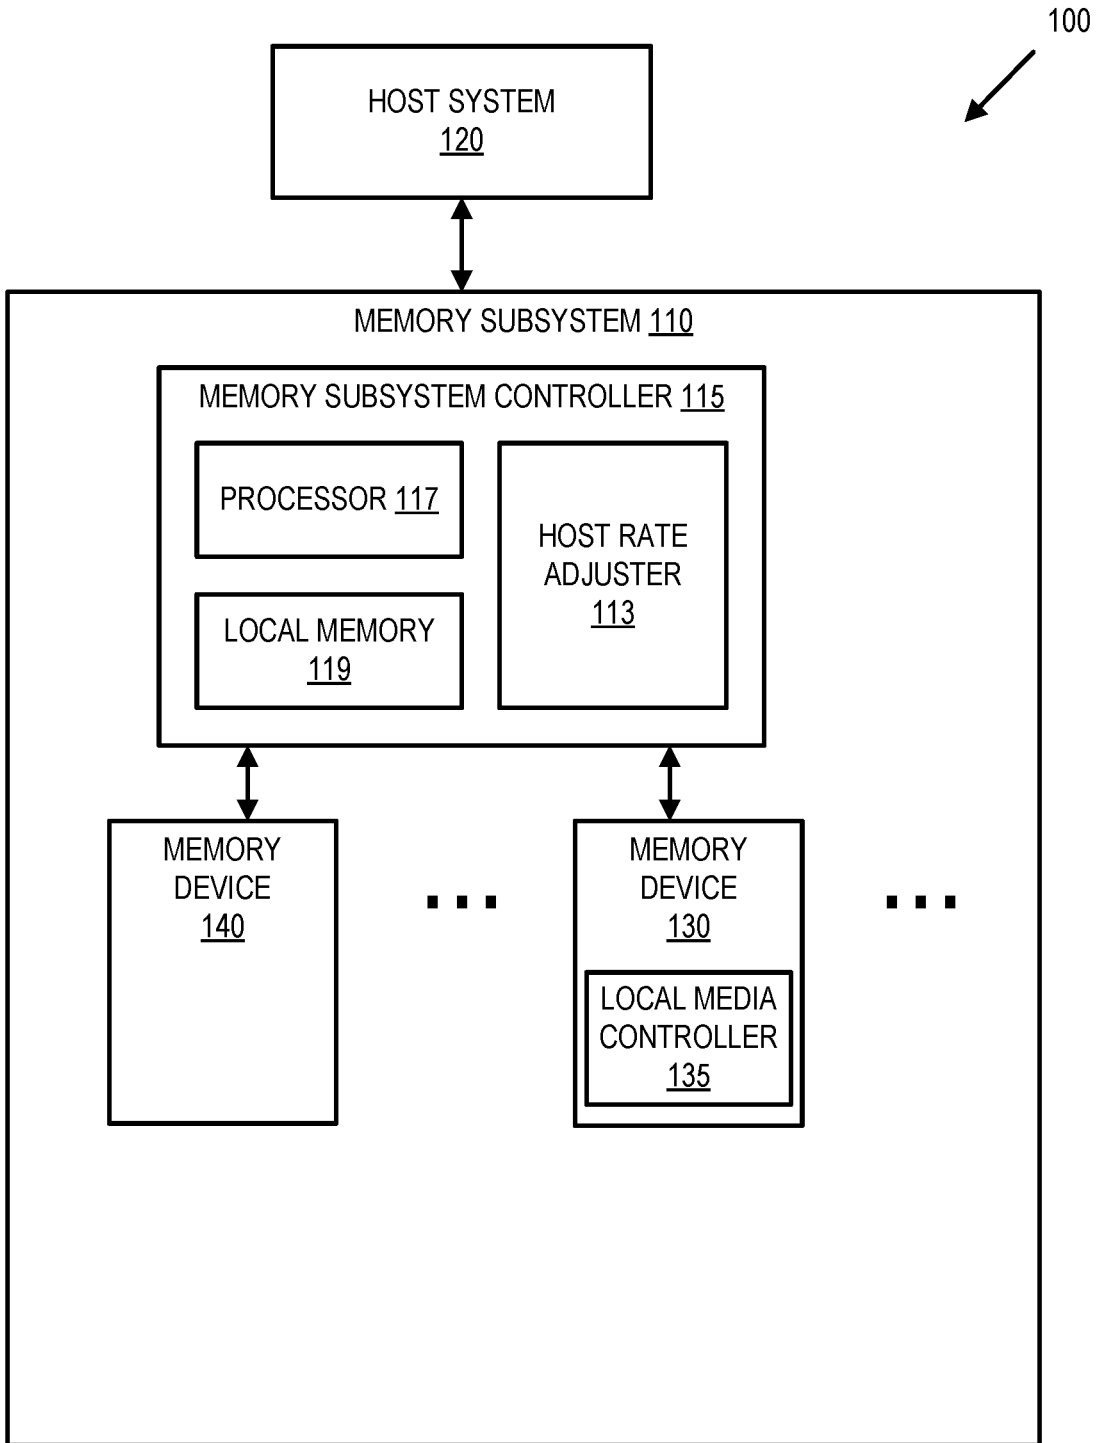 100
HOST SYSTEM
120
MEMORY SUBSYSTEM 110
MEMORY SUBSYSTEM CONTROLLER 115
PROCESSOR 117
LOCAL MEMORY
119
HOST RATE
ADJUSTER
113
MEMORY
DEVICE
140
MEMORY
DEVICE
130
LOCAL MEDIA
CONTROLLER
135